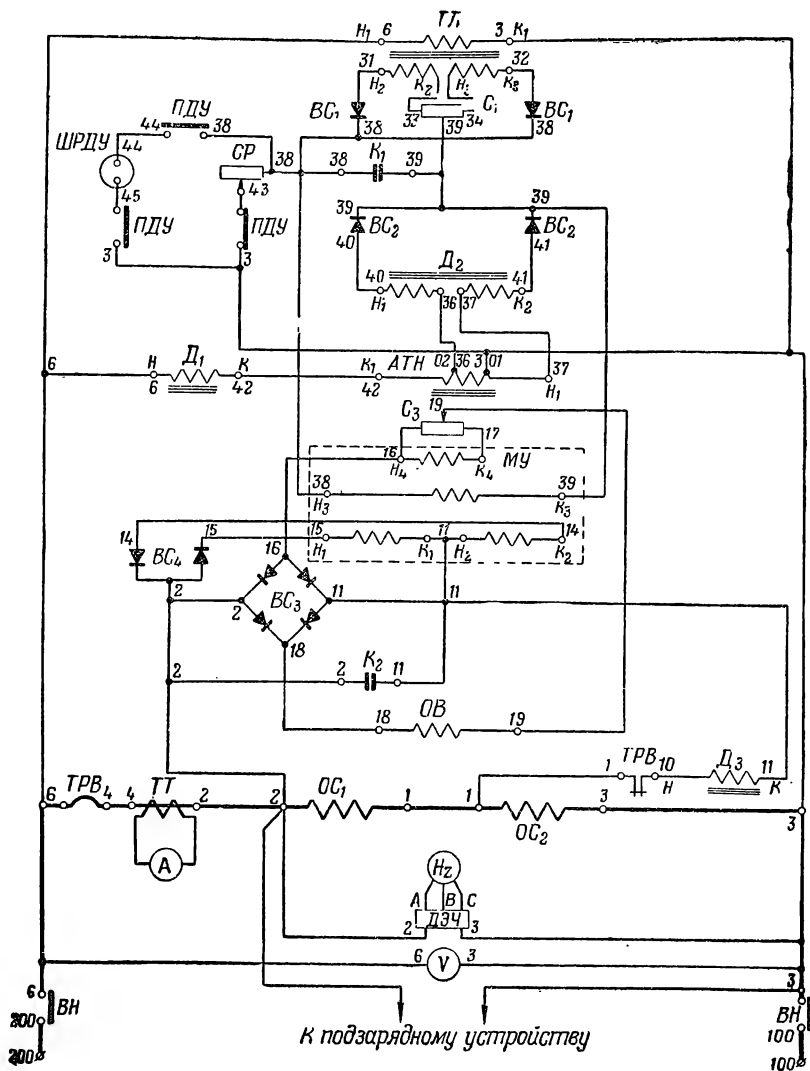 ТТ₁
Н₁ 6 3 К₁
31 32
Н₂ К₂ Н₃ К₃
ВС₁ С₁ ВС₁
38 33 39 34 38
44 ПДУ 38
ШРДУ 44
СР 38 38 К₁ 39
45 43
ПДУ ПДУ
3 3
39 39
ВС₂ ВС₂
40 41
Д₂
40 41
Н₁ 36 37 К₂
6 Н Д₁ К К₁ АТН 02 36 3 01 37
6 42 42 Н₁
С₃ 19 17
16 Н₄ К₄ МУ
38 39
Н₃ К₃
14 15 15 11 14
ВС₄ Н₁ К₁ Н₂ К₂
16
2 2 ВС₃ 11 11
18
2 2 К₂ 11
18 ОВ 19
1 ТРВ 10 Д₃ 11
Н К
6 ТРВ 4 4 ТТ 2 2 ОС₁ 1 1 ОС₂ 3 3
А
Hz
А В С
2 ДЭЧ 3
6 V 3
6 3
ВН ВН
200 100
200 100
К подзарядному устройству